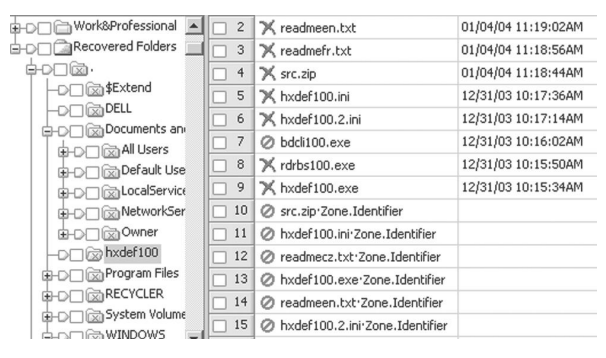 Work&Professional
Recovered Folders
.
$Extend
DELL
Documents an
All Users
Default Use
LocalService
NetworkSer
Owner
hxdef100
Program Files
RECYCLER
System Volume
WINDOWS
2 readmeen.txt 01/04/04 11:19:02AM
3 readmefr.txt 01/04/04 11:18:56AM
4 src.zip 01/04/04 11:18:44AM
5 hxdef100.ini 12/31/03 10:17:36AM
6 hxdef100.2.ini 12/31/03 10:17:14AM
7 bdcli100.exe 12/31/03 10:16:02AM
8 rdrbs100.exe 12/31/03 10:15:50AM
9 hxdef100.exe 12/31/03 10:15:34AM
10 src.zip·Zone.Identifier
11 hxdef100.ini·Zone.Identifier
12 readmecz.txt·Zone.Identifier
13 hxdef100.exe·Zone.Identifier
14 readmeen.txt·Zone.Identifier
15 hxdef100.2.ini·Zone.Identifier